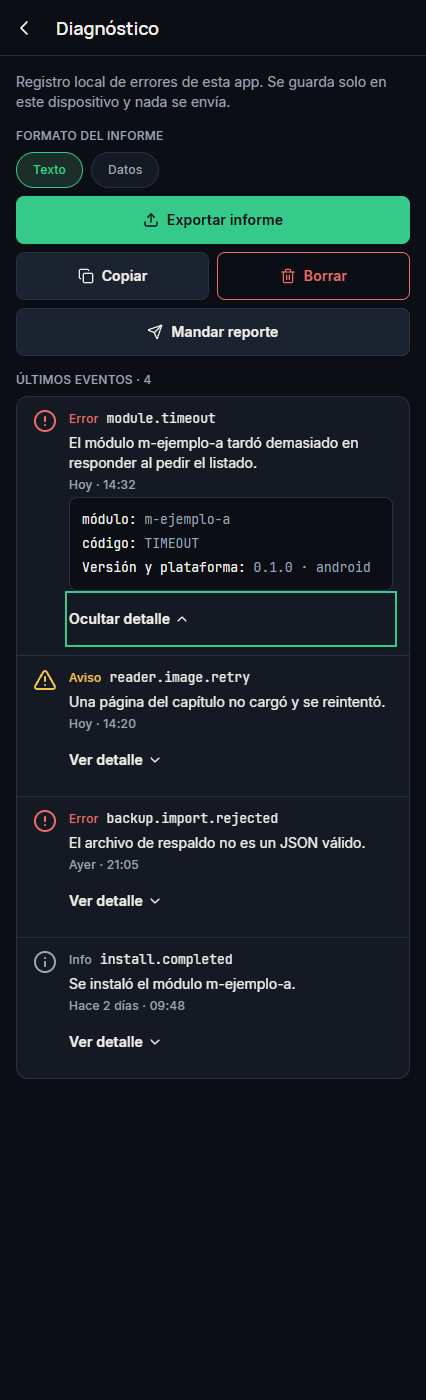 Diagnóstico
Registro local de errores de esta app. Se guarda solo en
este dispositivo y nada se envía.
FORMATO DEL INFORME
Texto
Datos
Exportar informe
Copiar
Borrar
Mandar reporte
ÚLTIMOS EVENTOS · 4
Error module.timeout
El módulo m-ejemplo-a tardó demasiado en
responder al pedir el listado.
Hoy · 14:32
módulo: m-ejemplo-a
código: TIMEOUT
Versión y plataforma: 0.1.0 · android
Ocultar detalle
Aviso reader.image.retry
Una página del capítulo no cargó y se reintentó.
Hoy · 14:20
Ver detalle
Error backup.import.rejected
El archivo de respaldo no es un JSON válido.
Ayer · 21:05
Ver detalle
Info install.completed
Se instaló el módulo m-ejemplo-a.
Hace 2 días · 09:48
Ver detalle